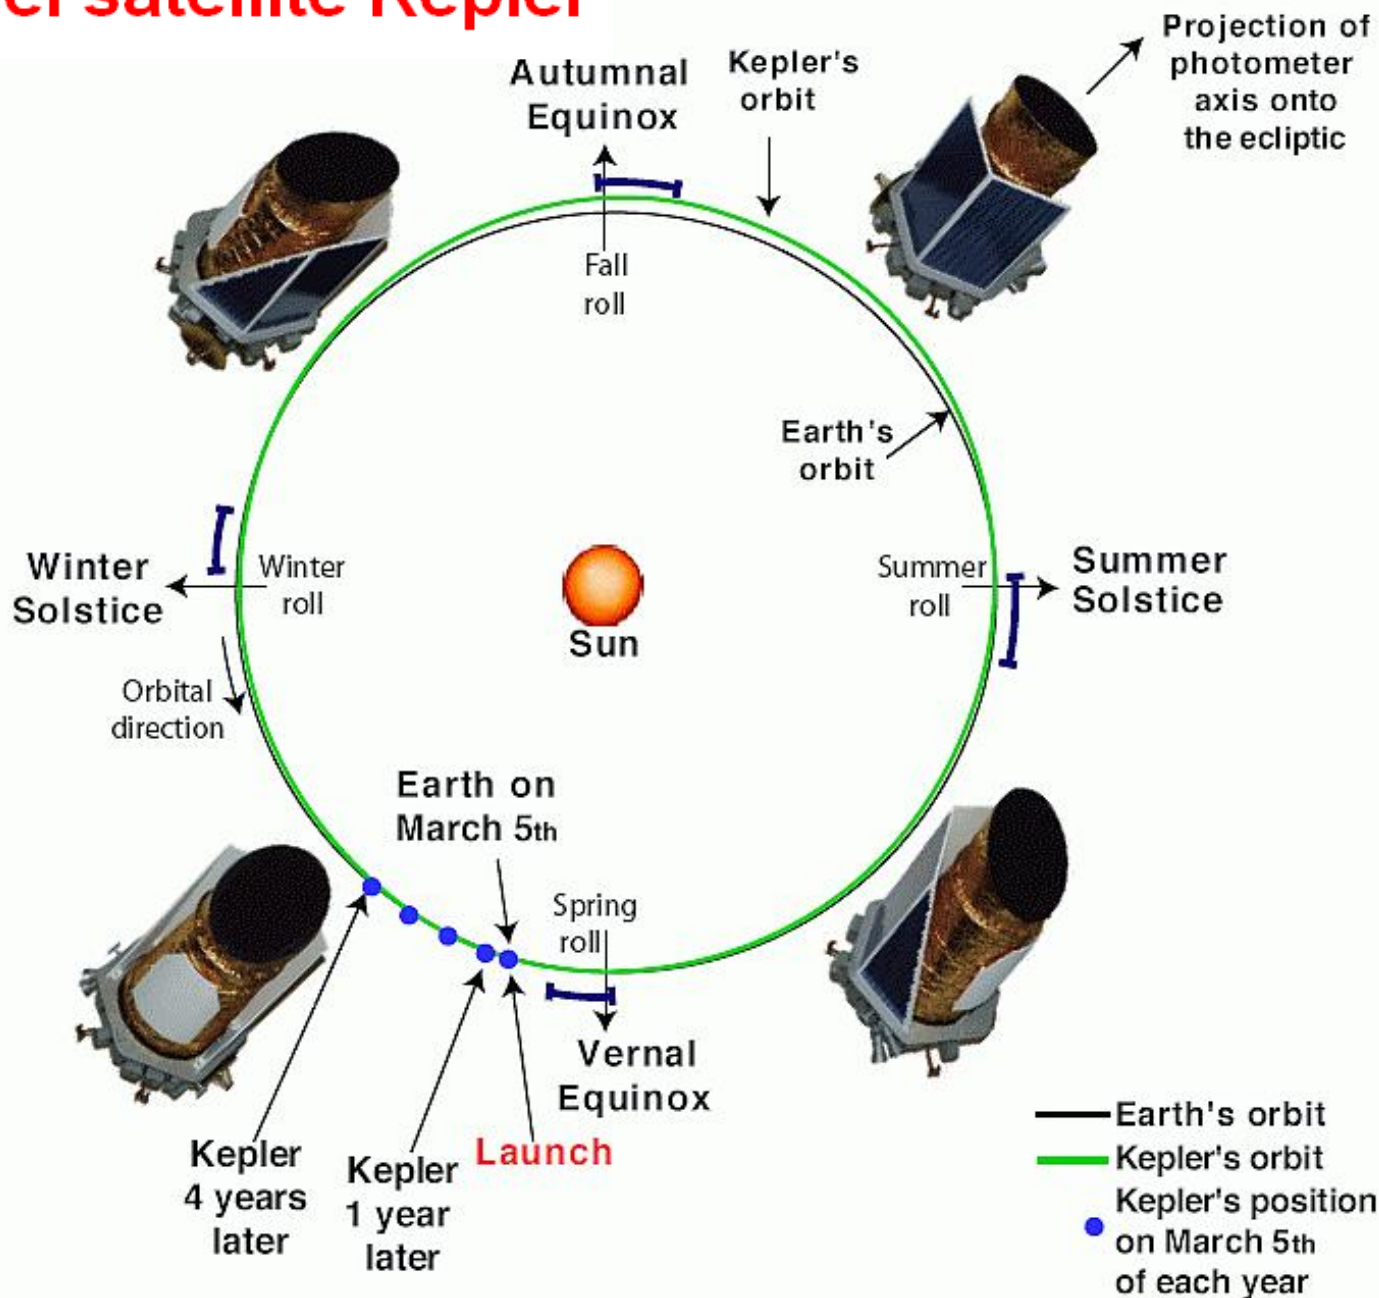 satellite Kepler
Projection of
photometer
axis onto
the ecliptic
Autumnal
Equinox
Kepler's
orbit
Fall
roll
Earth's
orbit
Winter
Solstice
Winter
roll
Summer
roll
Summer
Solstice
Sun
Orbital
direction
Earth on
March 5th
Spring
roll
Vernal
Equinox
Launch
Kepler
4 years
later
Kepler
1 year
later
Earth's orbit
Kepler's orbit
Kepler's position
on March 5th
of each year